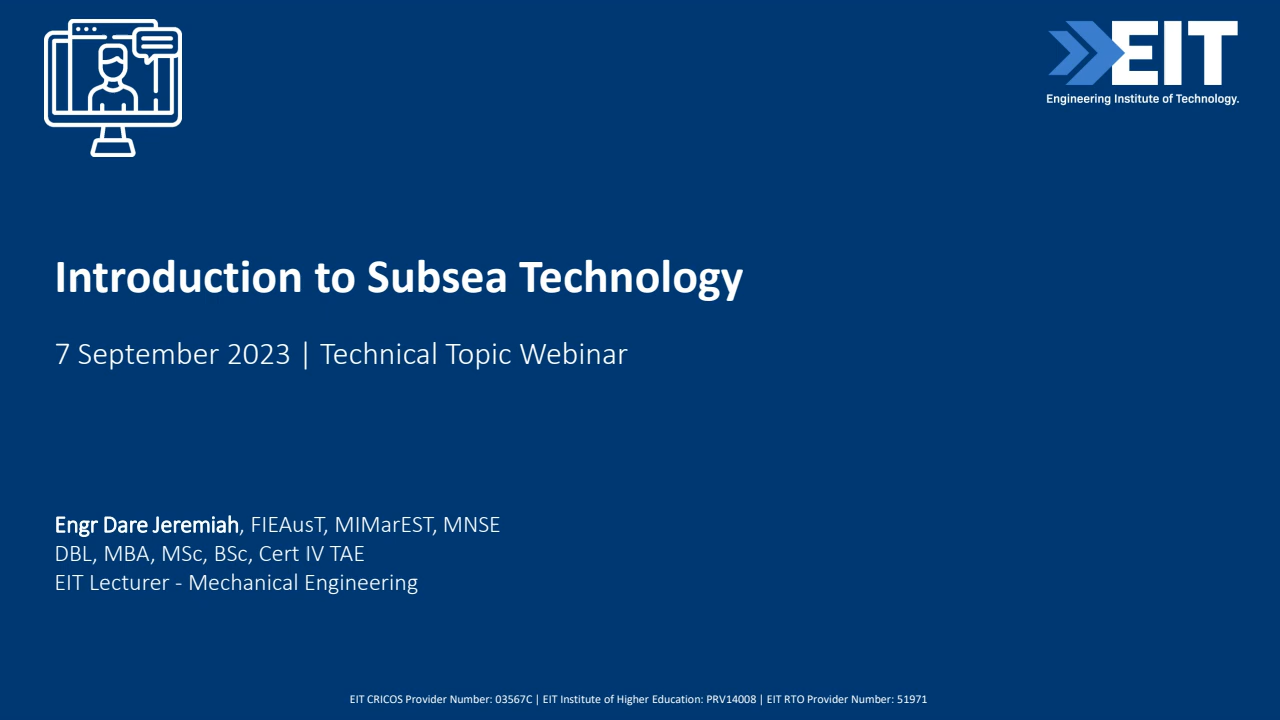 EIT
Engineering Institute of Technology.
Introduction to Subsea Technology
7 September 2023 | Technical Topic Webinar
Engr Dare Jeremiah, FIEAusT, MIMarEST, MNSE
DBL, MBA, MSc, BSc, Cert IV TAE
EIT Lecturer - Mechanical Engineering
EIT CRICOS Provider Number: 03567C | EIT Institute of Higher Education: PRV14008 | EIT RTO Provider Number: 51971